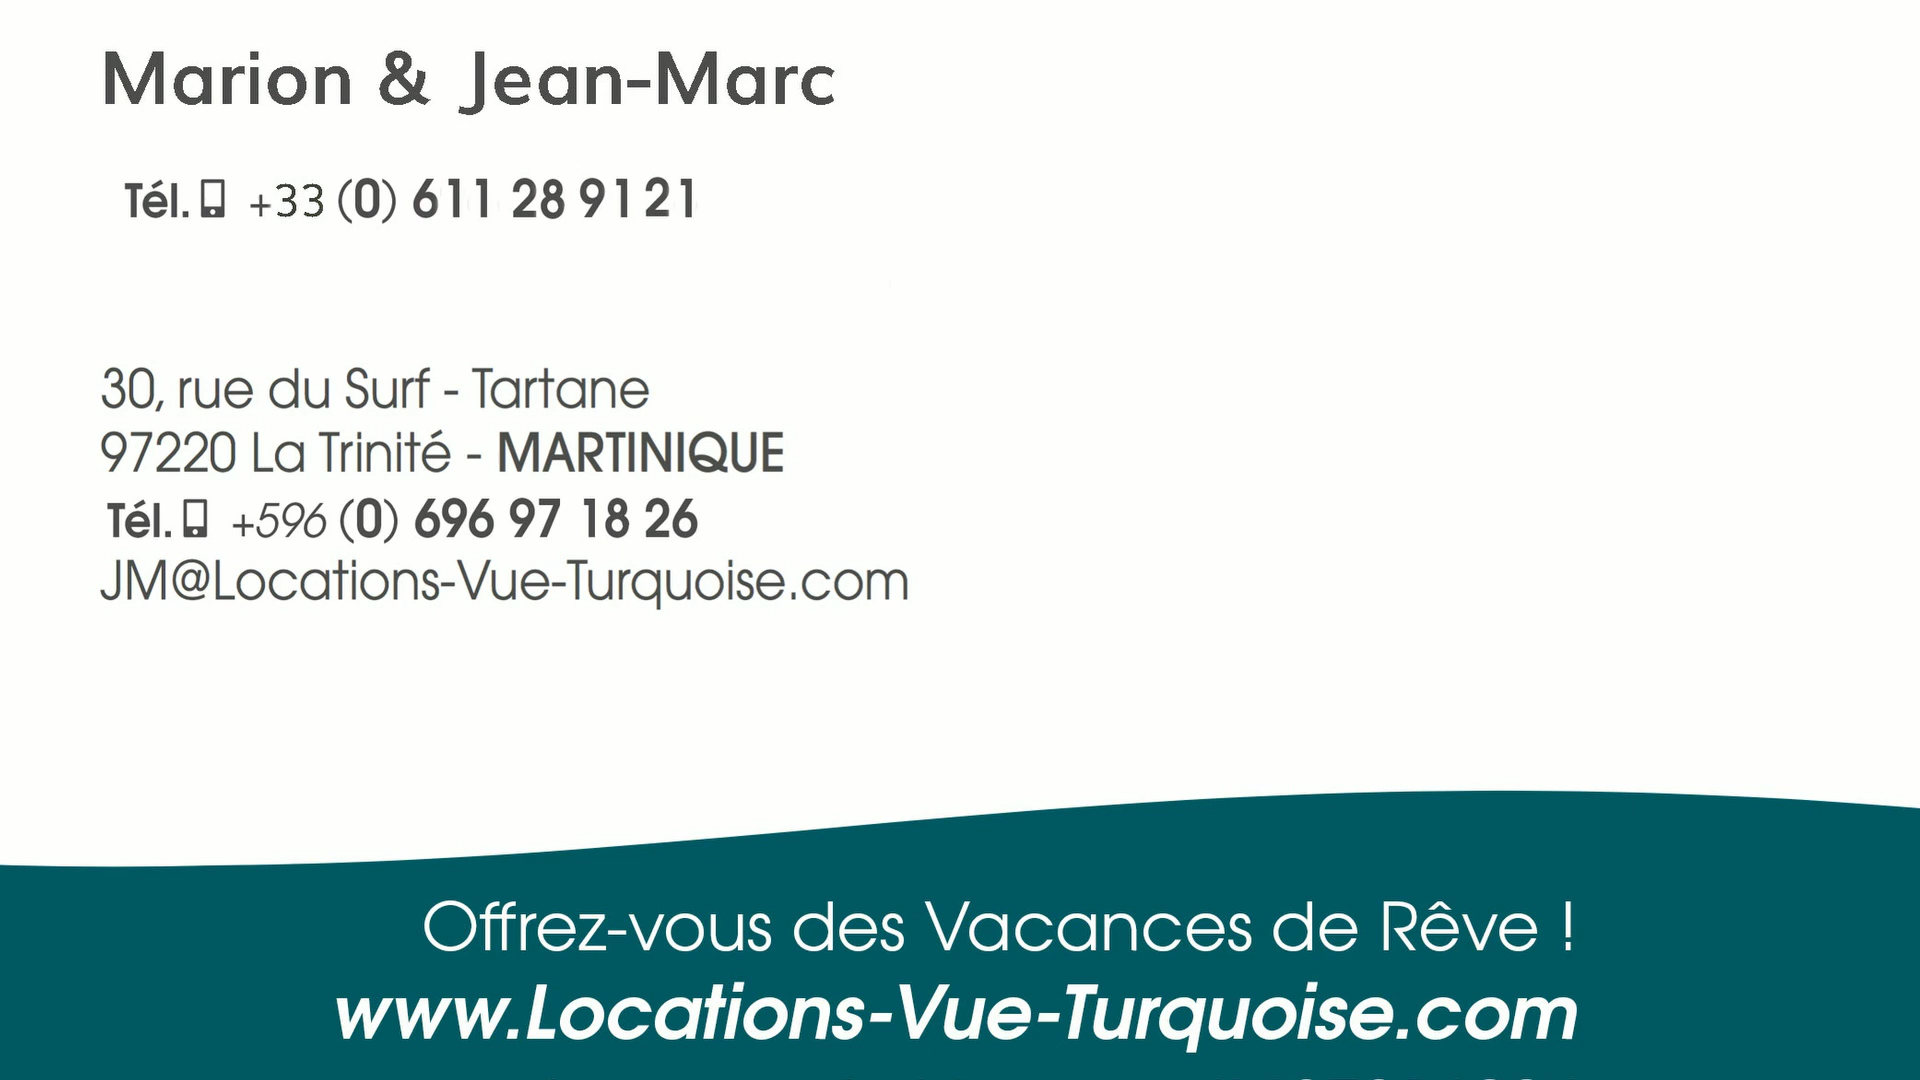 Marion & Jean-Marc
Tél. +33 (0) 611 28 9121
30, rue du Surf - Tartane
97220 La Trinité - MARTINIQUE
Tél. +596 (0) 696 97 18 26
JM@Locations-Vue-Turquoise.com
Offrez-vous des Vacances de Rêve !
www.Locations-Vue-Turquoise.com